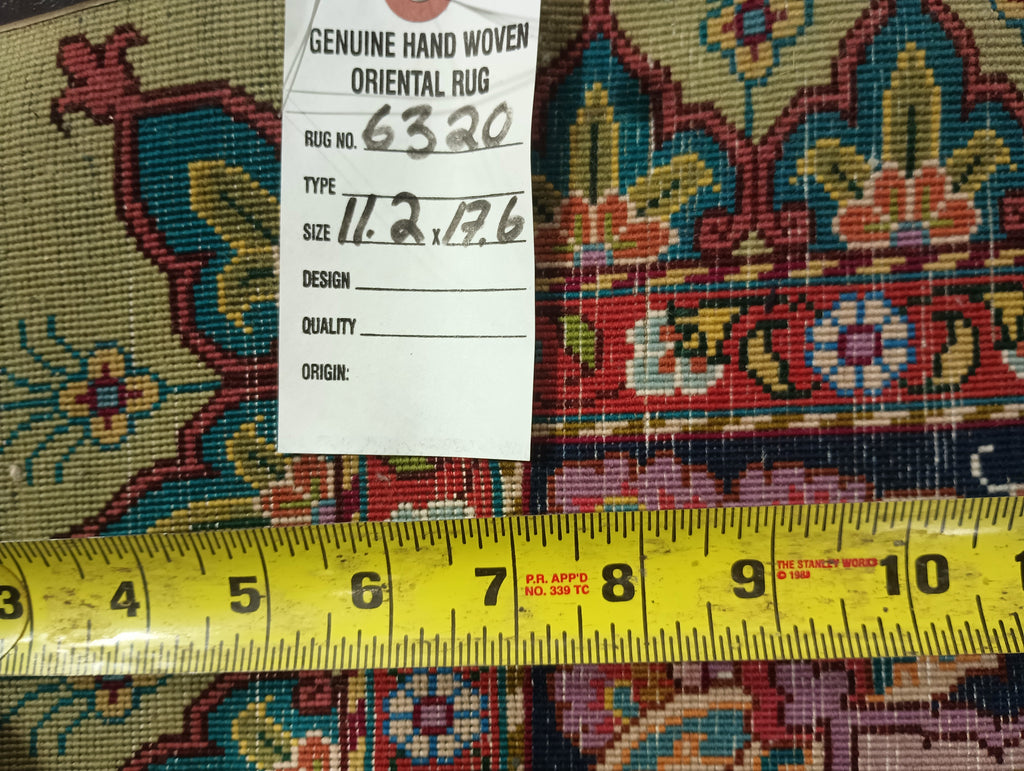 GENUINE HAND WOVEN
ORIENTAL RUG
RUG NO. 6320
TYPE
SIZE 11.2 x 17.6
DESIGN
QUALITY
ORIGIN:
3 4 5 6 7 P.R. APP'D 8 9 THE STANLEY WORKS 10
NO. 339 TC © 1983